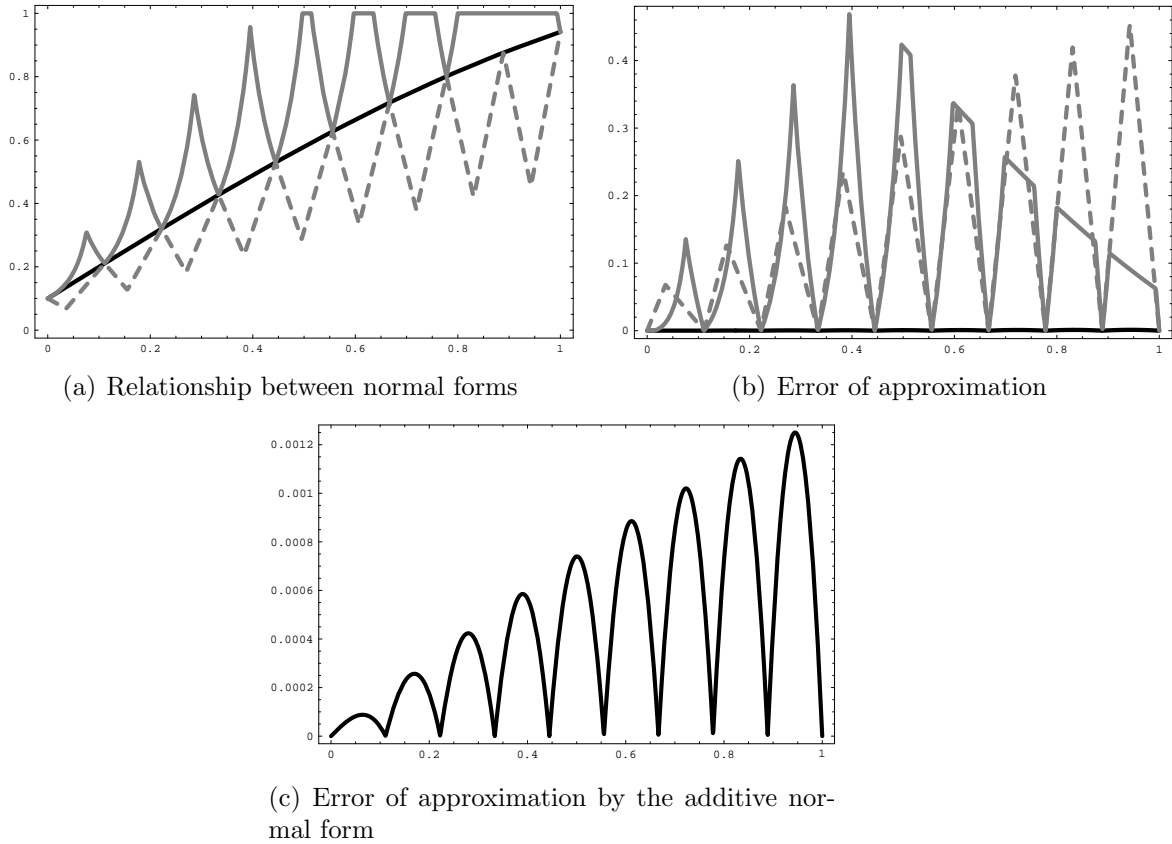 1
0.8
0.6
0.4
0.2
0
0 0.2 0.4 0.6 0.8 1
(a) Relationship between normal forms
0.4
0.3
0.2
0.1
0
0 0.2 0.4 0.6 0.8 1
(b) Error of approximation
0.0012
0.001
0.0008
0.0006
0.0004
0.0002
0
0 0.2 0.4 0.6 0.8 1
(c) Error of approximation by the additive nor-
mal form